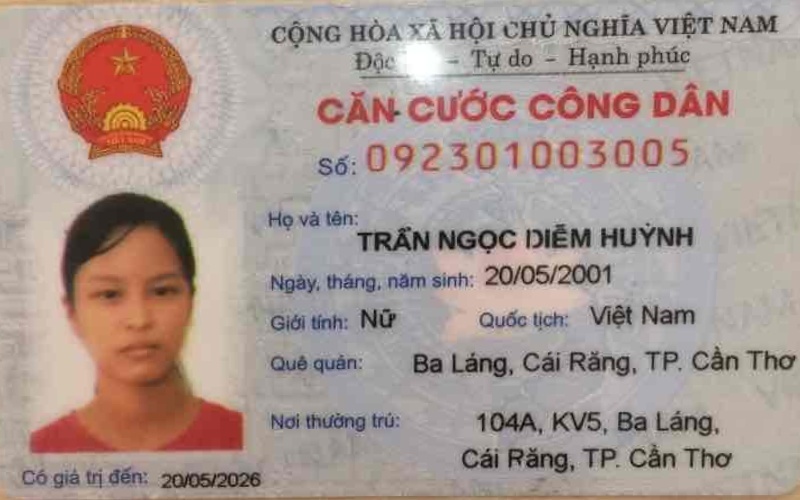 CỘNG HÒA XÃ HỘI CHỦ NGHĨA VIỆT NAM
Độc - Tự do - Hạnh phúc
CĂN CƯỚC CÔNG DÂN
Số: 092301003005
Họ và tên:
TRẦN NGỌC DIỄM HUỲNH
Ngày, tháng, năm sinh: 20/05/2001
Giới tính: Nữ Quốc tịch: Việt Nam
Quê quán: Ba Láng, Cái Răng, TP. Cần Thơ
Nơi thường trú: 104A, KV5, Ba Láng,
Cái Răng, TP. Cần Thơ
Có giá trị đến: 20/05/2026